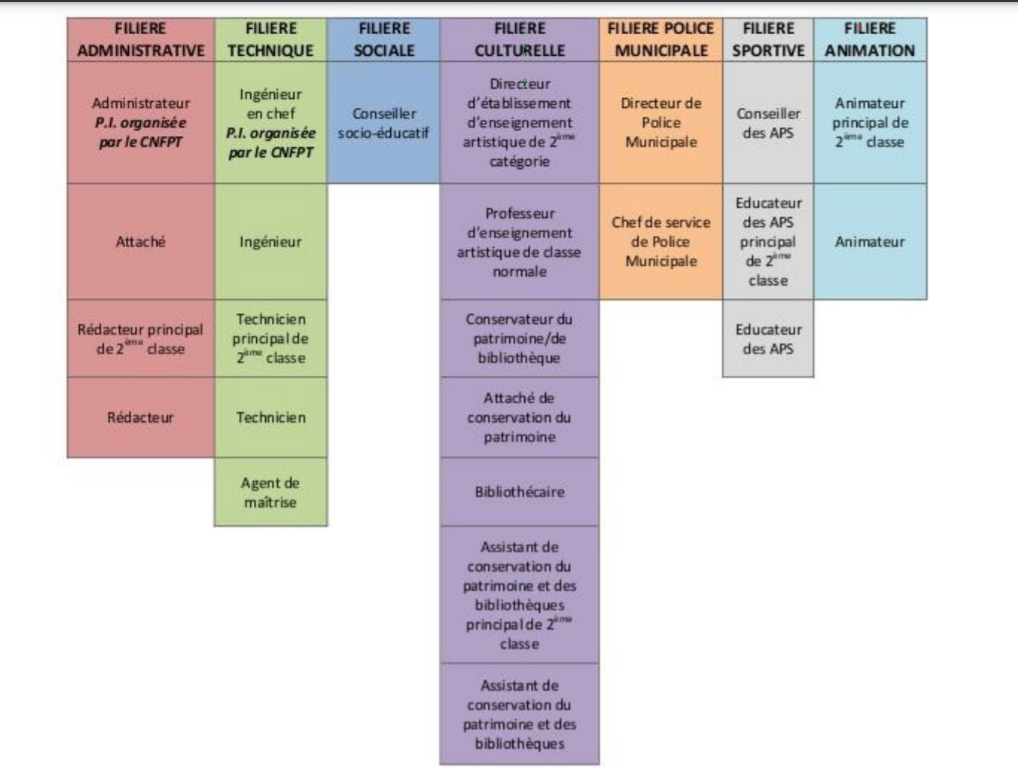 FILIERE
ADMINISTRATIVE
FILIERE
TECHNIQUE
FILIERE
SOCIALE
FILIERE
CULTURELLE
FILIERE POLICE
MUNICIPALE
FILIERE
SPORTIVE
FILIERE
ANIMATION
Administrateur
P.I. organisée
par le CNFPT
Ingénieur
en chef
P.I. organisée
par le CNFPT
Conseiller
socio-éducatif
Directeur
d'établissement
d'enseignement
artistique de 2ème
catégorie
Directeur de
Police
Municipale
Conseiller
des APS
Animateur
principal de
2ème classe
Attaché
Ingénieur
Professeur
d'enseignement
artistique de classe
normale
Chef de service
de Police
Municipale
Educateur
des APS
principal
de 2ème
classe
Animateur
Rédacteur principal
de 2ème classe
Technicien
principal de
2ème classe
Conservateur du
patrimoine/de
bibliothèque
Educateur
des APS
Rédacteur
Technicien
Attaché de
conservation du
patrimoine
Agent de
maîtrise
Bibliothécaire
Assistant de
conservation du
patrimoine et des
bibliothèques
principal de 2ème
classe
Assistant de
conservation du
patrimoine et des
bibliothèques